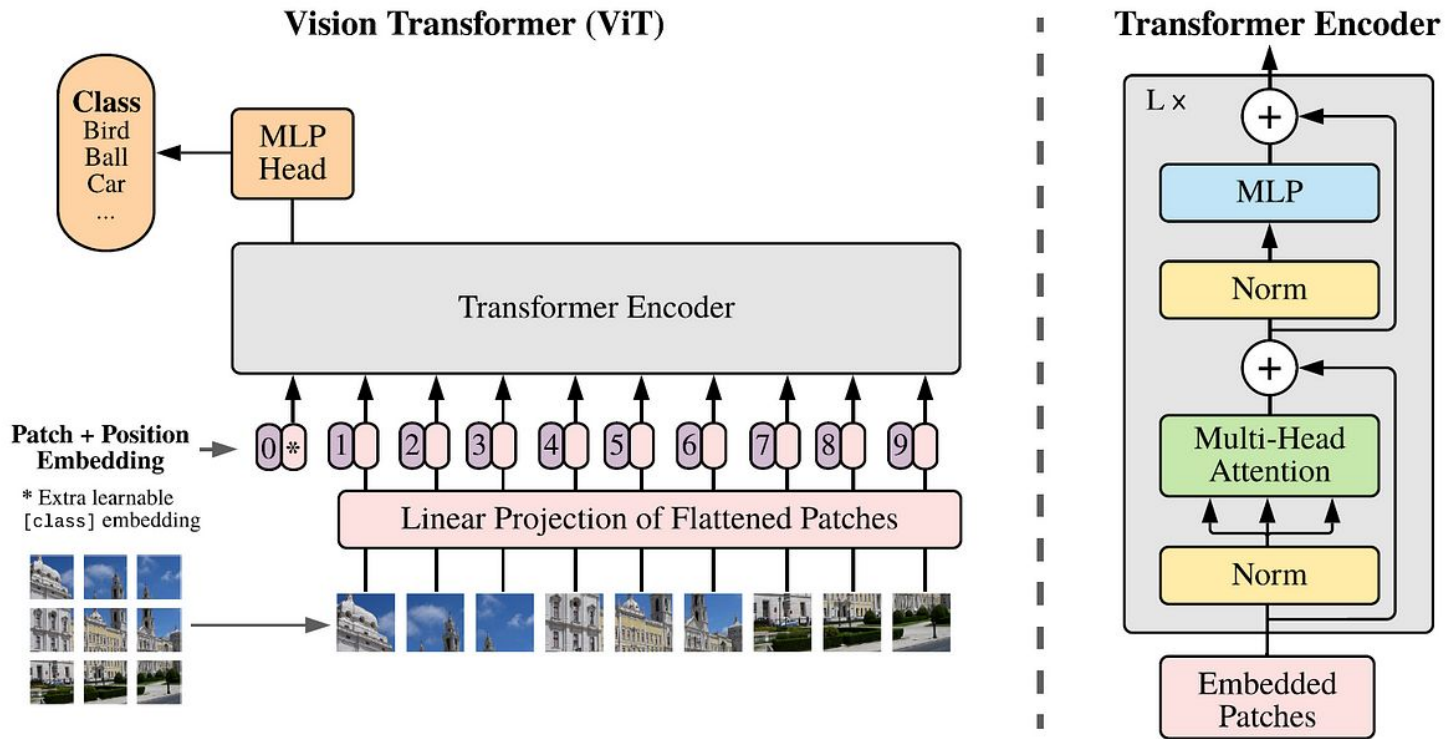 Vision Transformer (ViT)
Class
Bird
Ball
Car
...
MLP
Head
Transformer Encoder
Patch + Position
Embedding
0 * 1 2 3 4 5 6 7 8 9
* Extra learnable
[class] embedding
Linear Projection of Flattened Patches
Transformer Encoder
L ×
+
MLP
Norm
+
Multi-Head
Attention
Norm
Embedded
Patches